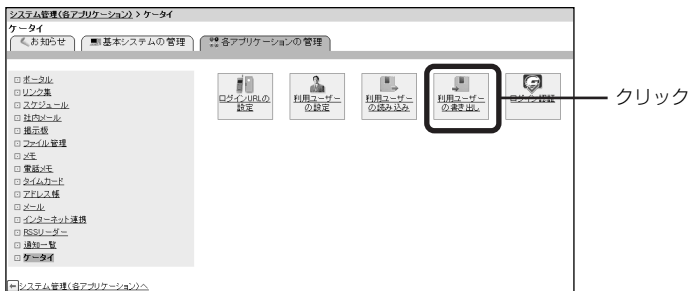 システム管理(各アプリケーション) > ケータイ
ケータイ
お知らせ
基本システムの管理
各アプリケーションの管理
ポータル
リンク集
スケジュール
社内メール
掲示板
ファイル管理
メモ
電話メモ
タイムカード
アドレス帳
メール
インターネット連携
RSSリーダー
通知一覧
ケータイ
ログインURLの
設定
利用ユーザー
の設定
利用ユーザー
の読み込み
利用ユーザー
の書き出し
ログイン認証
クリック
システム管理(各アプリケーション)へ